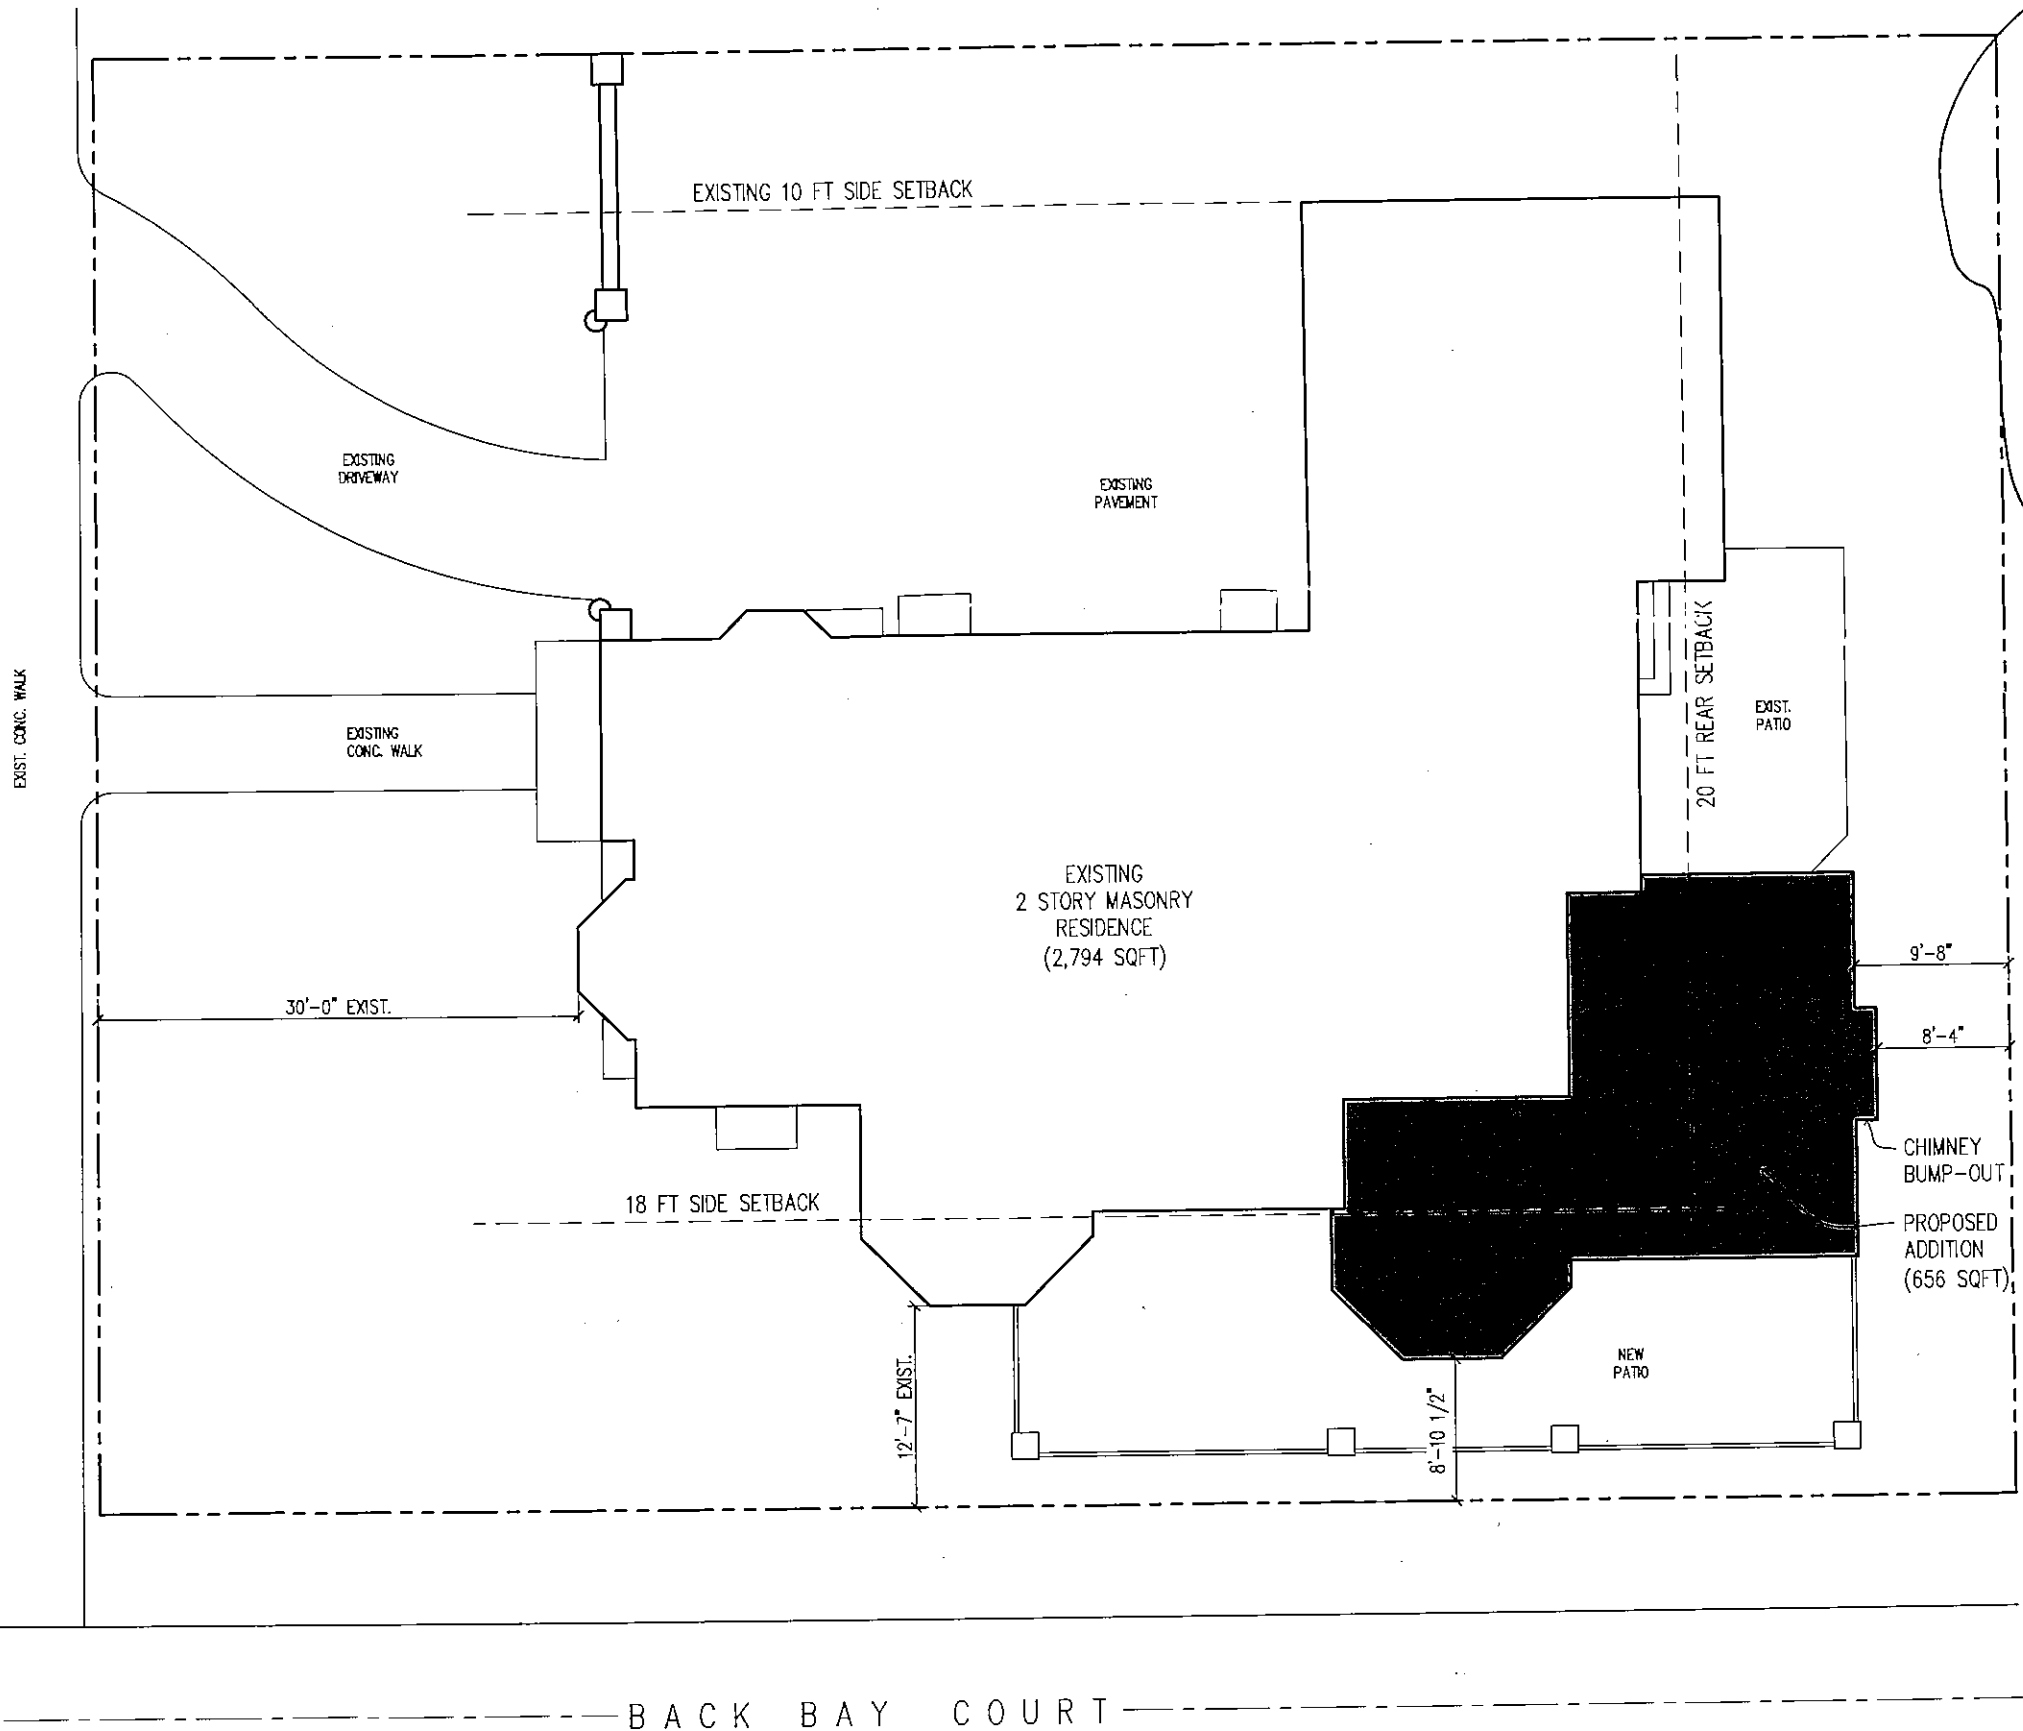 EXISTING 10 FT SIDE SETBACK
EXISTING
DRIVEWAY
EXISTING
PAVEMENT
EXIST. CONC. WALK
EXISTING
CONC. WALK
20 FT REAR SETBACK
EXIST.
PATIO
EXISTING
2 STORY MASONRY
RESIDENCE
(2,794 SQFT)
9'-8"
30'-0" EXIST.
8'-4"
CHIMNEY
BUMP-OUT
18 FT SIDE SETBACK
PROPOSED
ADDITION
(656 SQFT)
12'-7" EXIST.
8'-10 1/2"
NEW
PATIO
BACK BAY COURT